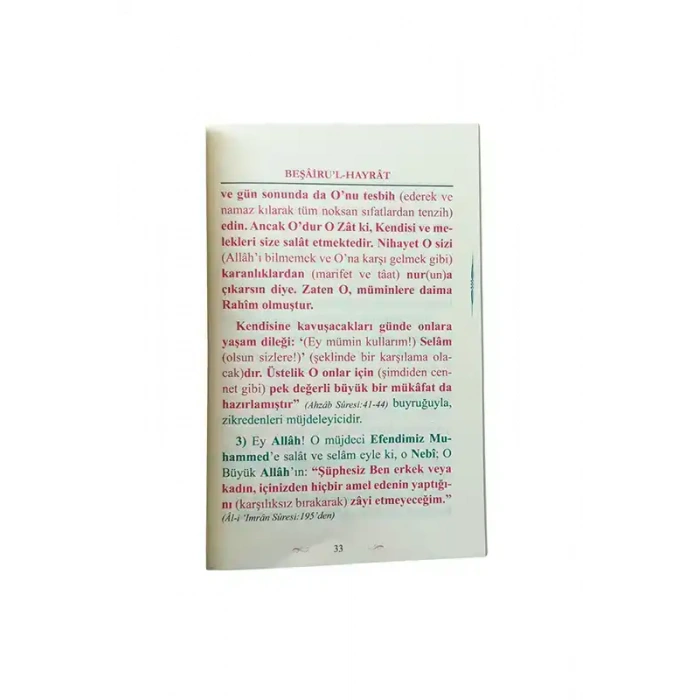 BEŞÂİRU'L-HAYRÂT
ve gün sonunda da O'nu tesbih (ederek ve
namaz kılarak tüm noksan sıfatlardan tenzih)
edin. Ancak O'dur O Zât ki, Kendisi ve me-
lekleri size salât etmektedir. Nihayet O sizi
(Allâh'ı bilmemek ve O'na karşı gelmek gibi)
karanlıklardan (marifet ve tâat) nur(un)a
çıkarsın diye. Zaten O, müminlere daima
Rahîm olmuştur.
Kendisine kavuşacakları günde onlara
yaşam dileği: '(Ey mümin kullarım!) Selâm
(olsun sizlere!)' (şeklinde bir karşılama ola-
cak)dır. Üstelik O onlar için (şimdiden cen-
net gibi) pek değerli büyük bir mükâfat da
hazırlamıştır" (Ahzâb Sûresi:41-44) buyruğuyla,
zikredenleri müjdeleyicidir.
3) Ey Allâh! O müjdeci Efendimiz Mu-
hammed'e salât ve selâm eyle ki, o Nebî; O
Büyük Allâh'ın: "Şüphesiz Ben erkek veya
kadın, içinizden hiçbir amel edenin yaptığı-
nı (karşılıksız bırakarak) zâyi etmeyeceğim."
(Âl-i 'Imrân Sûresi:195'den)
33